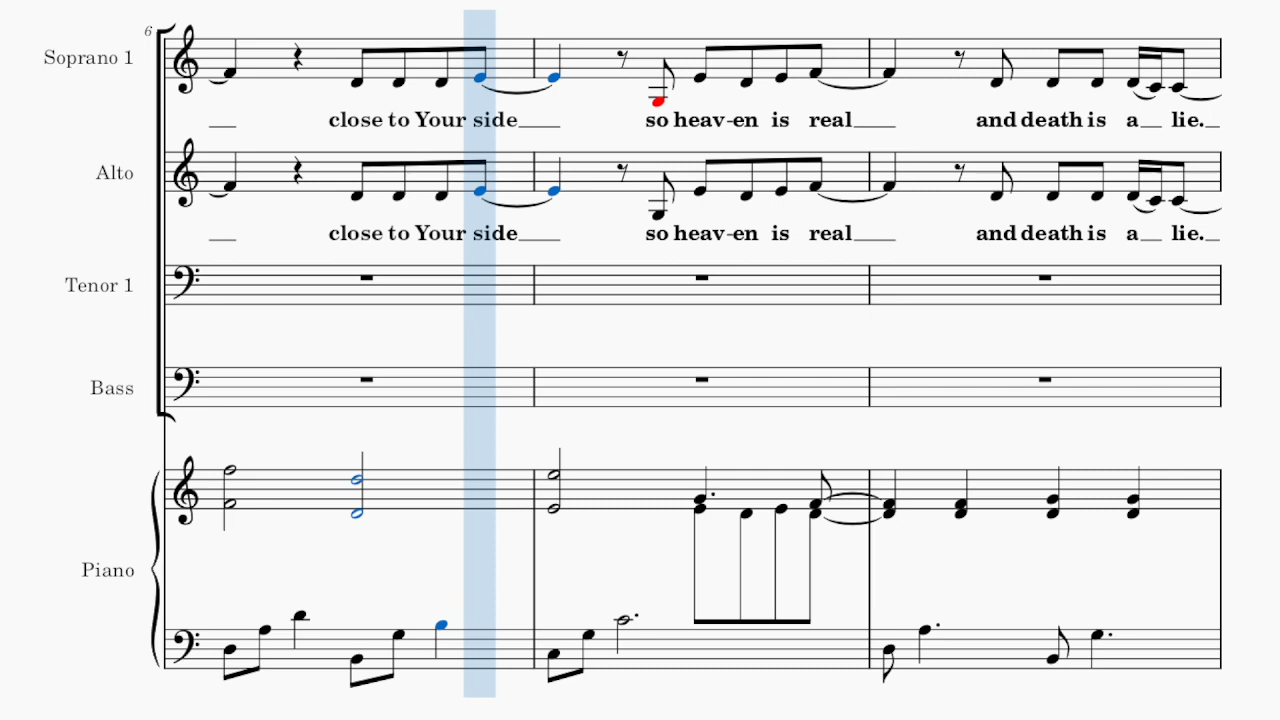 6
Soprano 1
close to Your side so heav-en is real and death is a lie.
Alto
close to Your side so heav-en is real and death is a lie.
Tenor 1
Bass
Piano